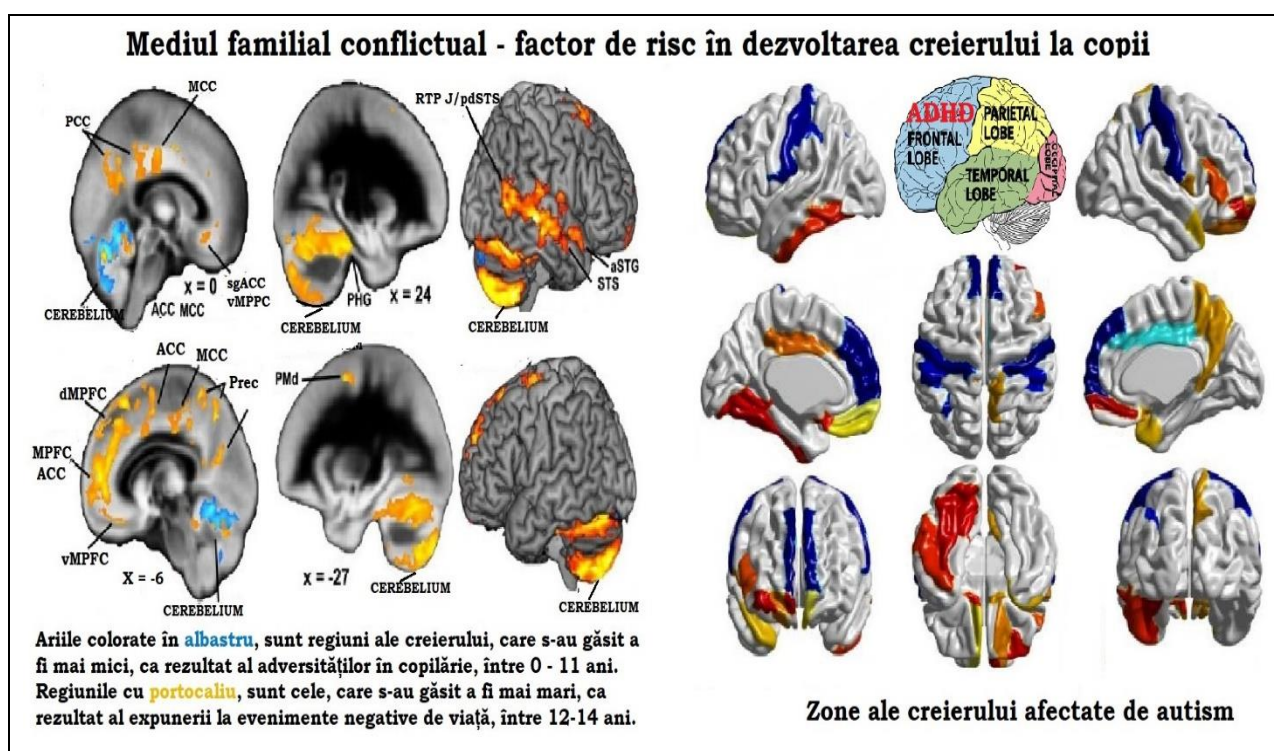 Mediul familial conflictual - factor de risc în dezvoltarea creierului la copii
MCC
PCC
sgACC
vMPPC
x = 0
CEREBELIUM
ACC MCC
PHG
x = 24
CEREBELIUM
RTP J/pdSTS
aSTG
STS
CEREBELIUM
ADHD
FRONTAL
LOBE
PARIETAL
LOBE
TEMPORAL
LOBE
OCCIPITAL
LOBE
ACC
MCC
Prec
dMPFC
MPFC
ACC
vMPFC
X = -6
CEREBELIUM
PMd
x = -27
CEREBELIUM
CEREBELIUM
Ariile colorate în albastru, sunt regiuni ale creierului, care s-au găsit a
fi mai mici, ca rezultat al adversităților în copilărie, între 0 - 11 ani.
Regiunile cu portocaliu, sunt cele, care s-au găsit a fi mai mari, ca
rezultat al expunerii la evenimente negative de viață, între 12-14 ani.
Zone ale creierului afectate de autism